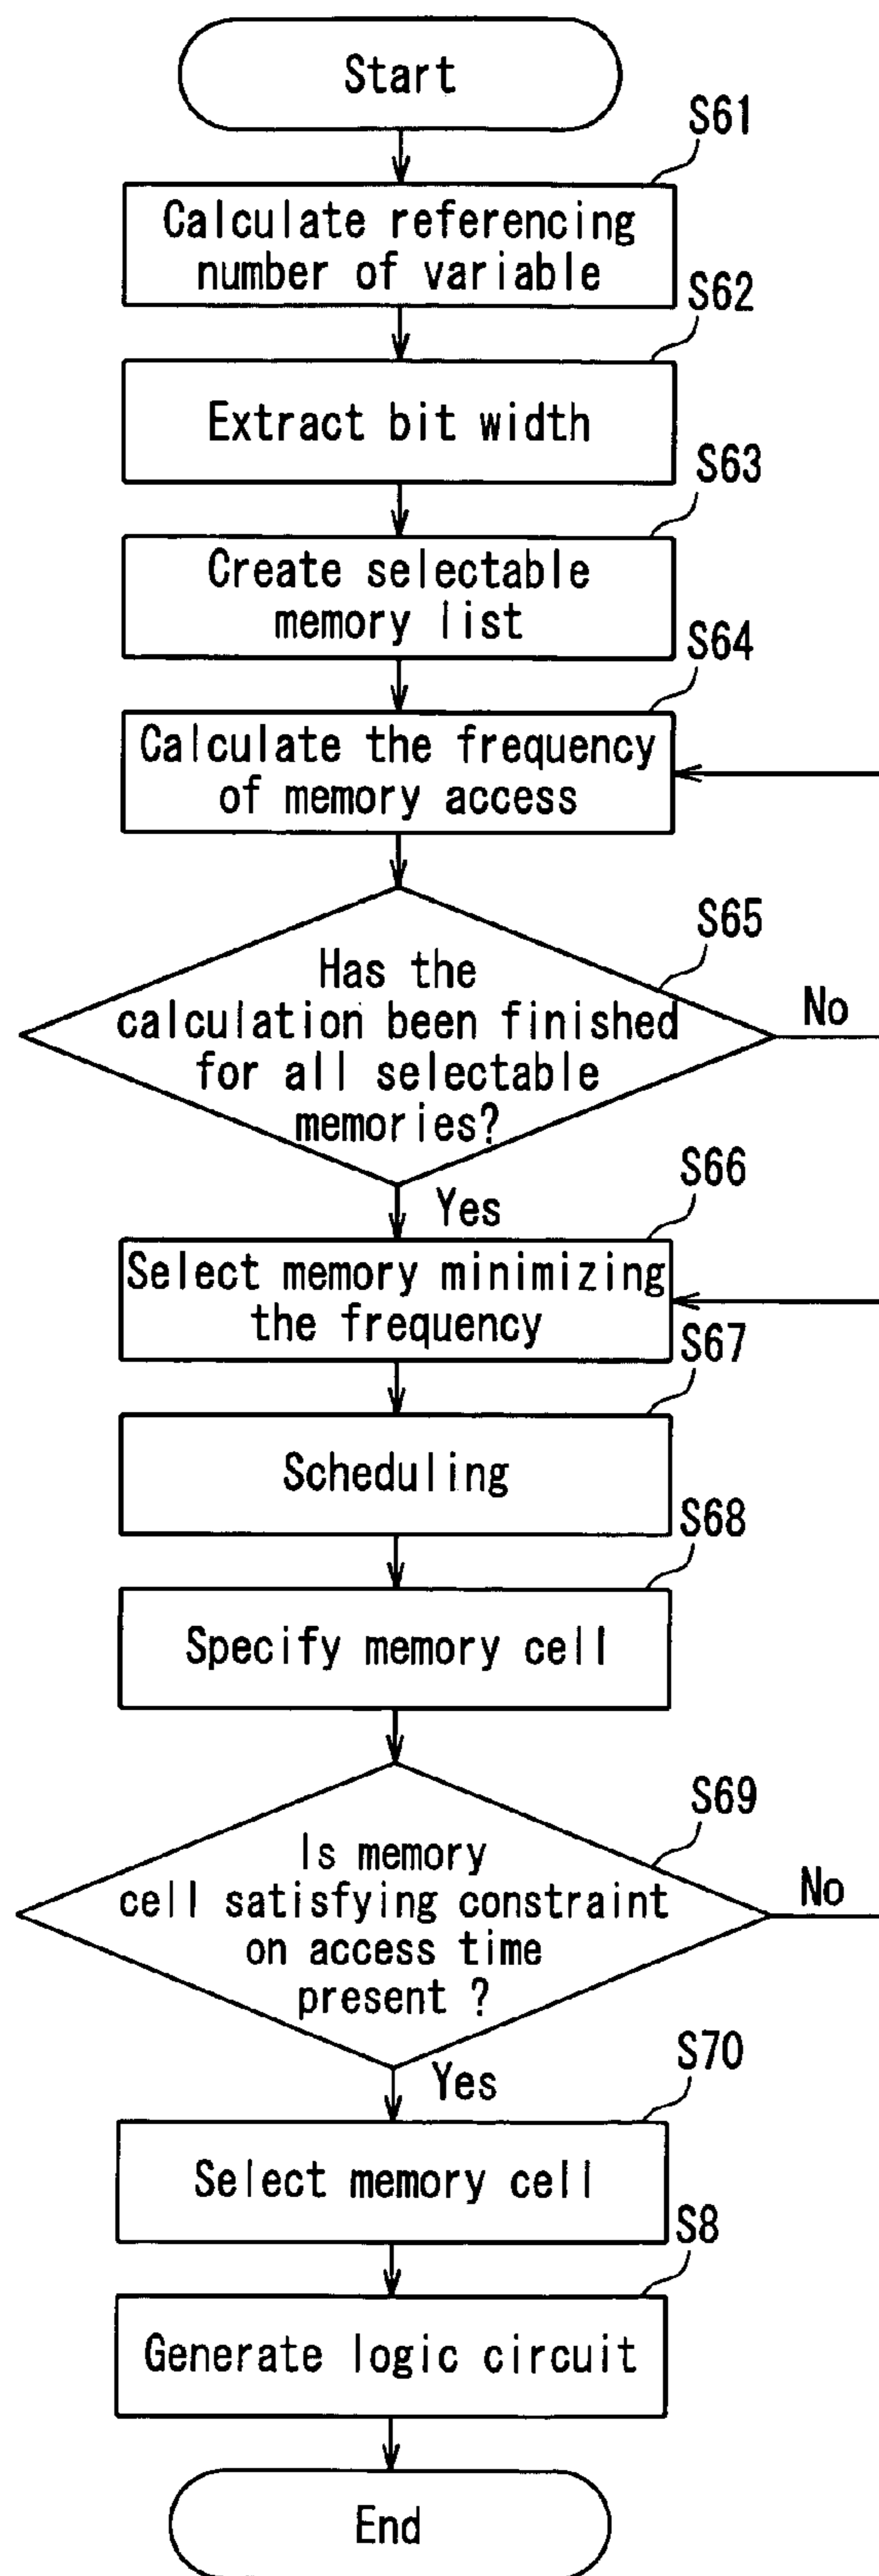 Start
S61
Calculate referencing
number of variable
S62
Extract bit width
S63
Create selectable
memory list
S64
Calculate the frequency
of memory access
S65
Has the
calculation been finished
for all selectable
memories?
No
Yes
S66
Select memory minimizing
the frequency
S67
Scheduling
S68
Specify memory cell
S69
Is memory
cell satisfying constraint
on access time
present ?
No
Yes
S70
Select memory cell
S8
Generate logic circuit
End